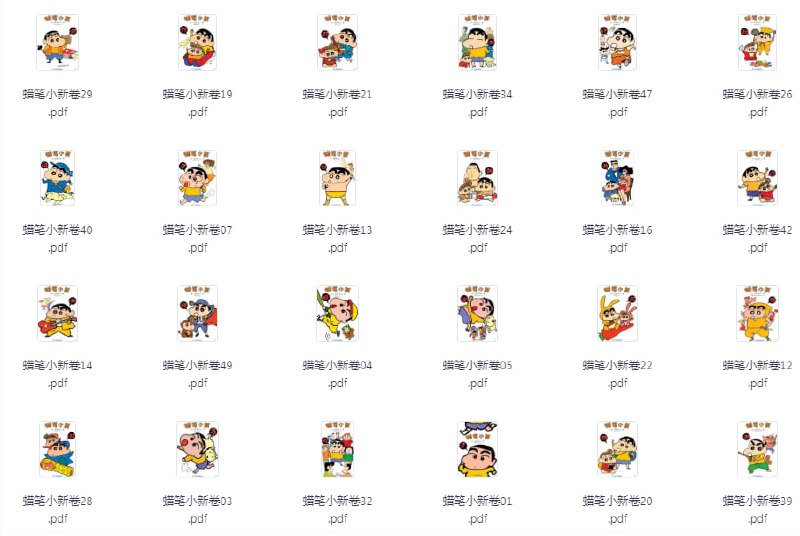 蜡笔小新卷29
.pdf
蜡笔小新卷19
.pdf
蜡笔小新卷21
.pdf
蜡笔小新卷34
.pdf
蜡笔小新卷47
.pdf
蜡笔小新卷26
.pdf
蜡笔小新卷40
.pdf
蜡笔小新卷07
.pdf
蜡笔小新卷13
.pdf
蜡笔小新卷24
.pdf
蜡笔小新卷16
.pdf
蜡笔小新卷42
.pdf
蜡笔小新卷14
.pdf
蜡笔小新卷49
.pdf
蜡笔小新卷04
.pdf
蜡笔小新卷05
.pdf
蜡笔小新卷22
.pdf
蜡笔小新卷12
.pdf
蜡笔小新卷28
.pdf
蜡笔小新卷03
.pdf
蜡笔小新卷32
.pdf
蜡笔小新卷01
.pdf
蜡笔小新卷20
.pdf
蜡笔小新卷39
.pdf